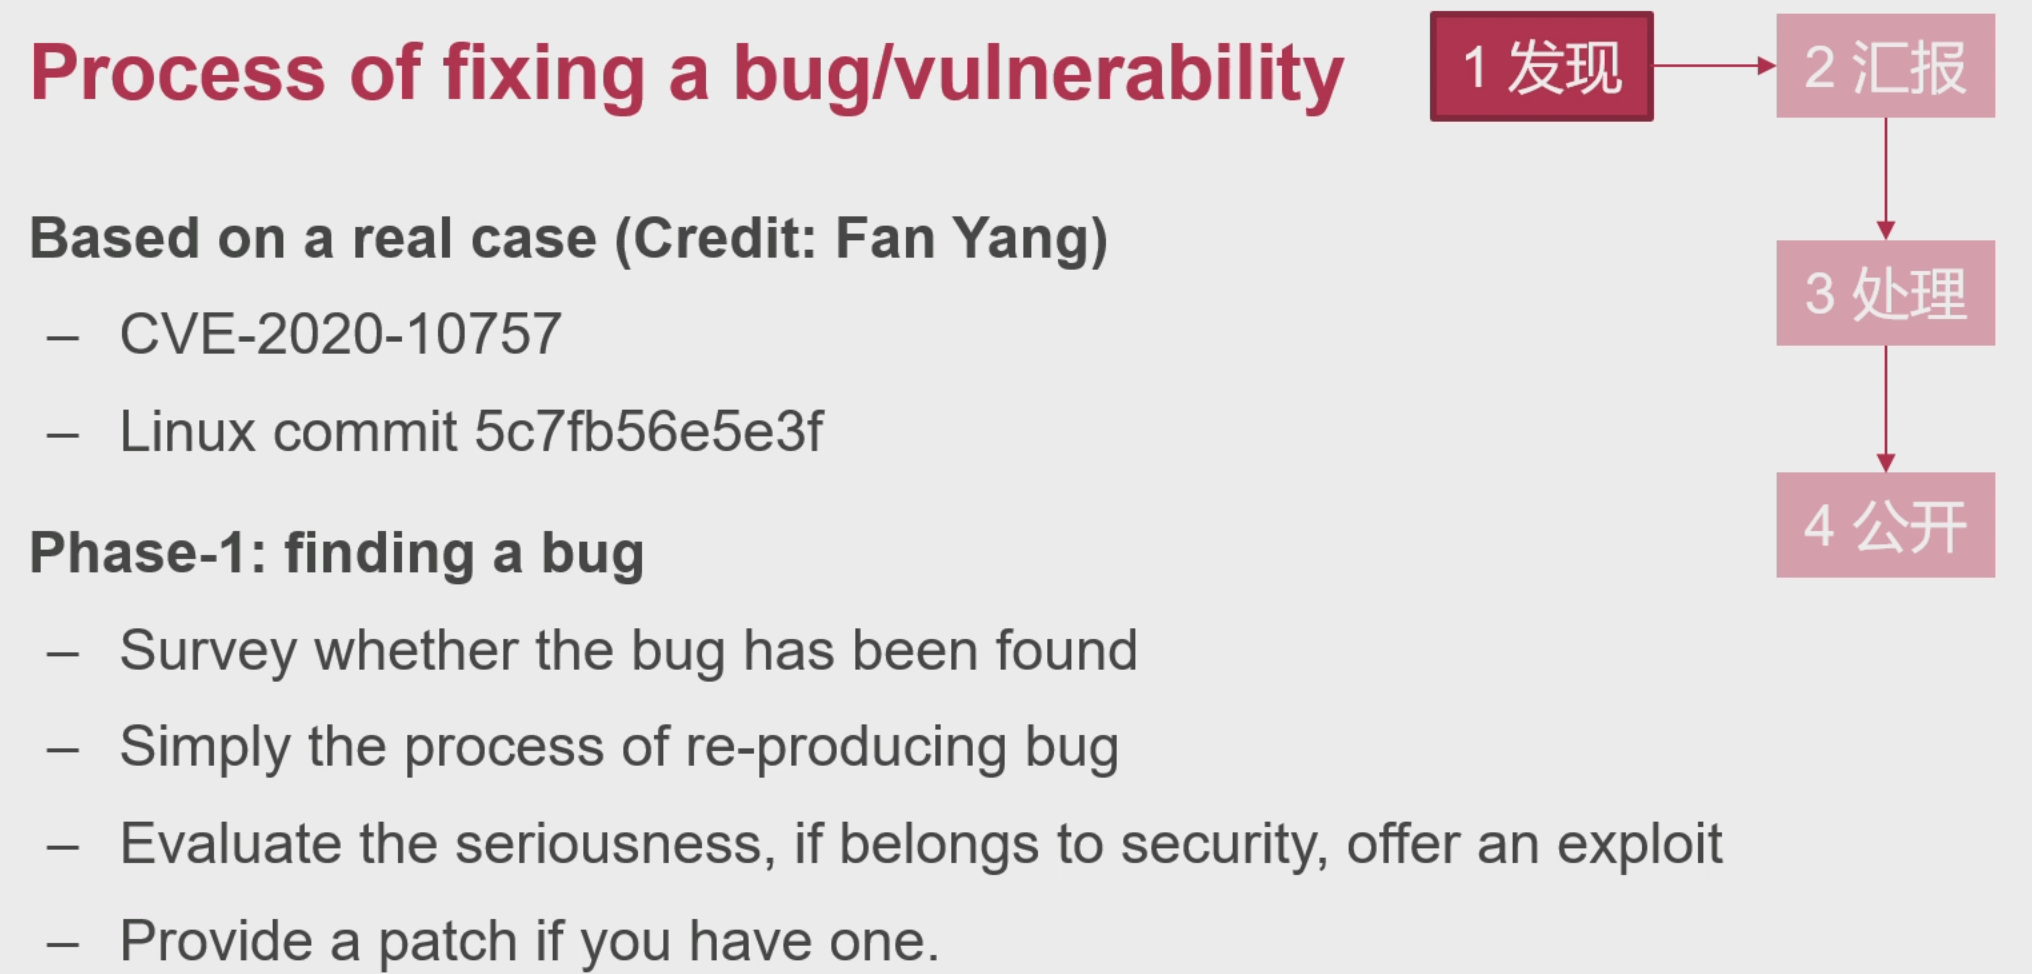 Process of fixing a bug/vulnerability
1 发现
2 汇报
3 处理
4 公开
Based on a real case (Credit: Fan Yang)
– CVE-2020-10757
– Linux commit 5c7fb56e5e3f
Phase-1: finding a bug
– Survey whether the bug has been found
– Simply the process of re-producing bug
– Evaluate the seriousness, if belongs to security, offer an exploit
– Provide a patch if you have one.